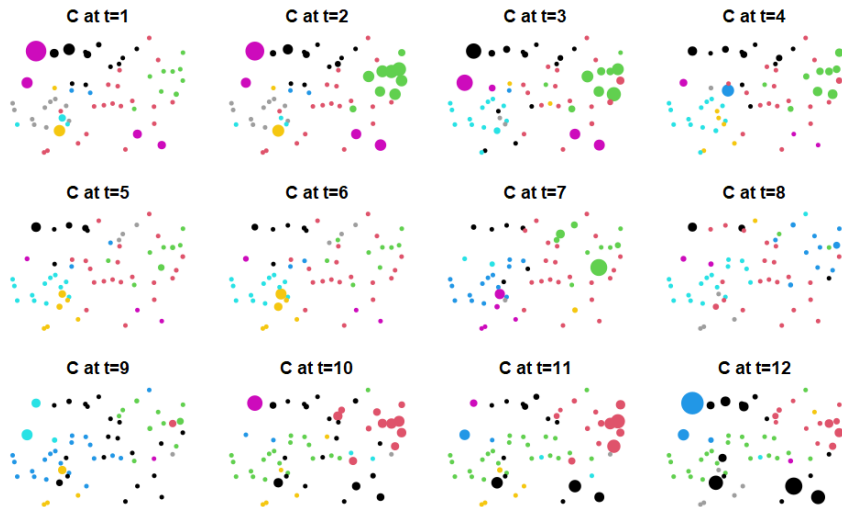 C at t=1
C at t=2
C at t=3
C at t=4
C at t=5
C at t=6
C at t=7
C at t=8
C at t=9
C at t=10
C at t=11
C at t=12